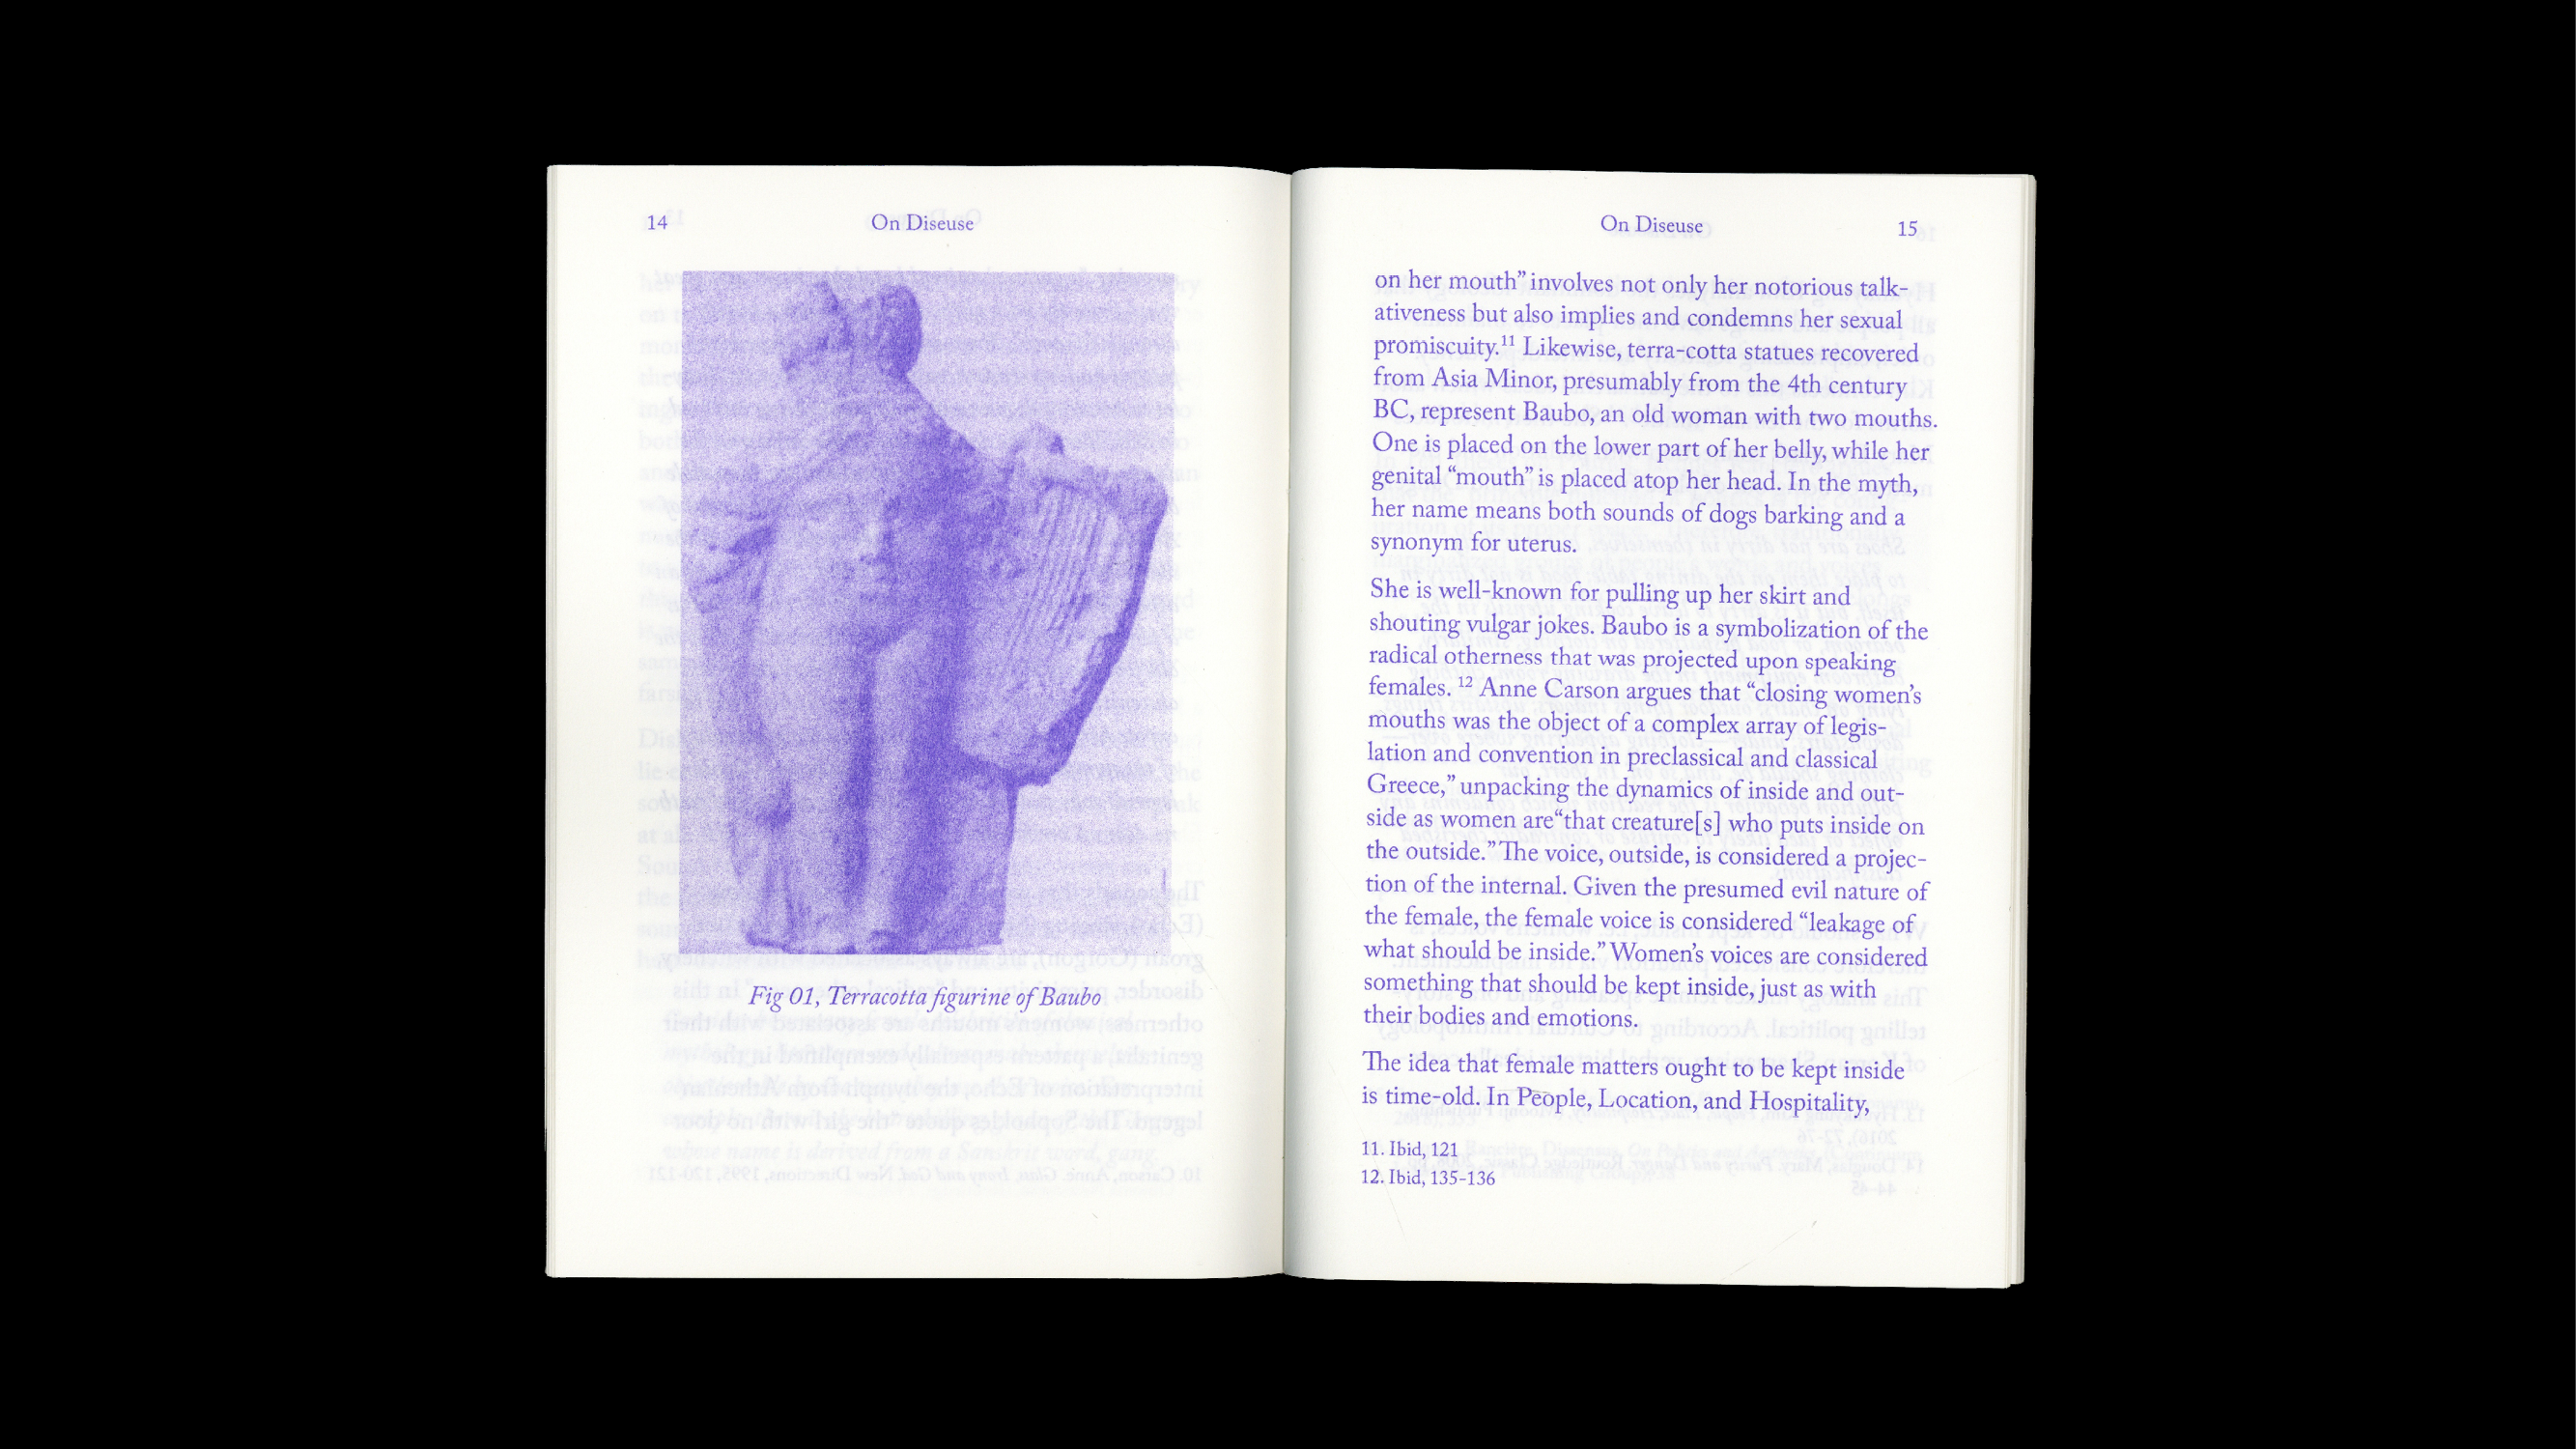 14
On Diseuse
Fig 01, Terracotta figurine of Baubo
On Diseuse
15
on her mouth” involves not only her notorious talk-
ativeness but also implies and condemns her sexual
promiscuity.¹¹ Likewise, terra-cotta statues recovered
from Asia Minor, presumably from the 4th century
BC, represent Baubo, an old woman with two mouths.
One is placed on the lower part of her belly, while her
genital “mouth” is placed atop her head. In the myth,
her name means both sounds of dogs barking and a
synonym for uterus.
She is well-known for pulling up her skirt and
shouting vulgar jokes. Baubo is a symbolization of the
radical otherness that was projected upon speaking
females. ¹² Anne Carson argues that “closing women’s
mouths was the object of a complex array of legis-
lation and convention in preclassical and classical
Greece,” unpacking the dynamics of inside and out-
side as women are“that creature[s] who puts inside on
the outside.” The voice, outside, is considered a projec-
tion of the internal. Given the presumed evil nature of
the female, the female voice is considered “leakage of
what should be inside.” Women’s voices are considered
something that should be kept inside, just as with
their bodies and emotions.
The idea that female matters ought to be kept inside
is time-old. In People, Location, and Hospitality,
11. Ibid, 121
12. Ibid, 135-136